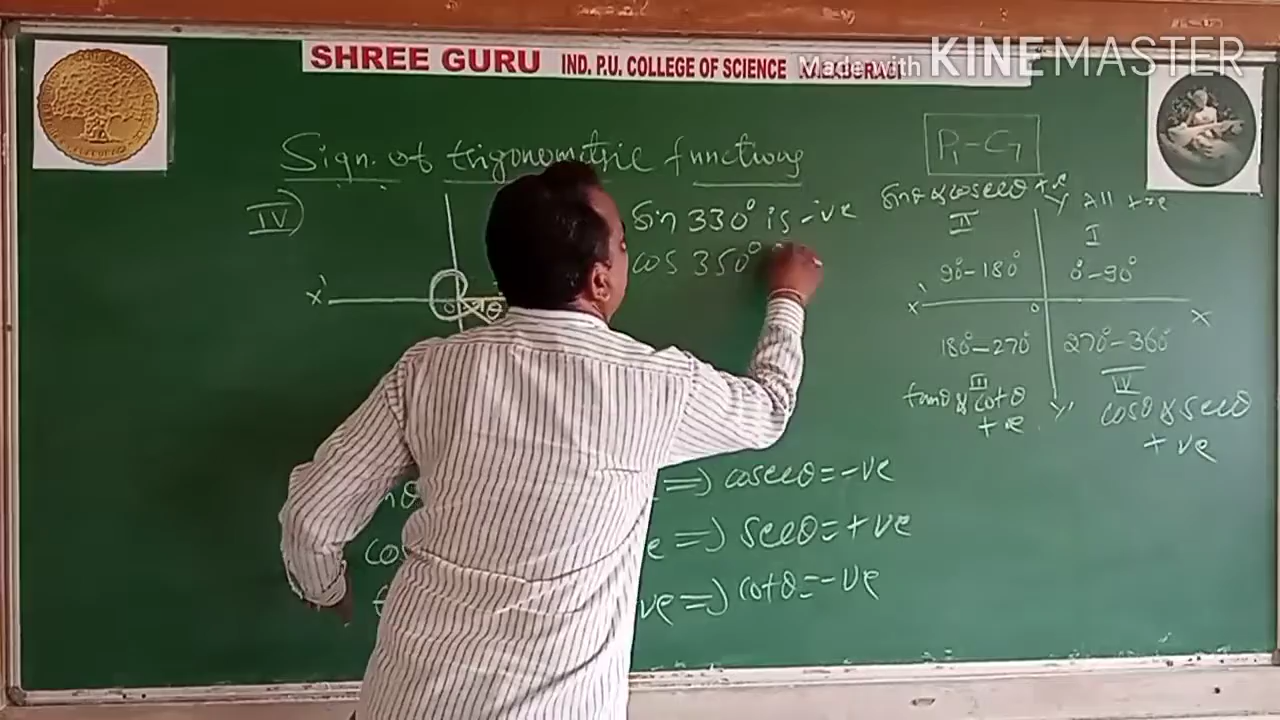 SHREE GURU IND. P.U. COLLEGE OF SCIENCE
Made with KINEMASTER
Sign. of trigonometric functions
P1-G7
IV)
Sin 330° is -ive
cos 350°
X'
O
θ
sinθ & cosecθ +ve
Y All +ve
II
I
90°-180°
0°-90°
X'
O
X
180°-270°
270°-360°
III
IV
tanθ & cotθ
+ve
Y'
cosθ & secθ
+ve
=) cosecθ=-ve
=) secθ=+ve
ve =) cotθ=-ve